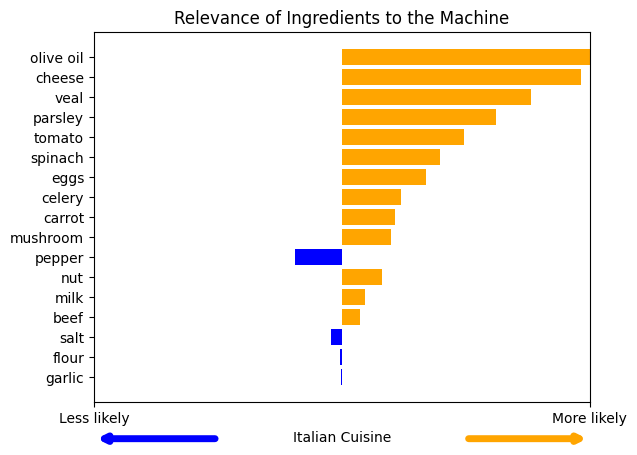 Relevance of Ingredients to the Machine
olive oil
cheese
veal
parsley
tomato
spinach
eggs
celery
carrot
mushroom
pepper
nut
milk
beef
salt
flour
garlic
Less likely
More likely
Italian Cuisine